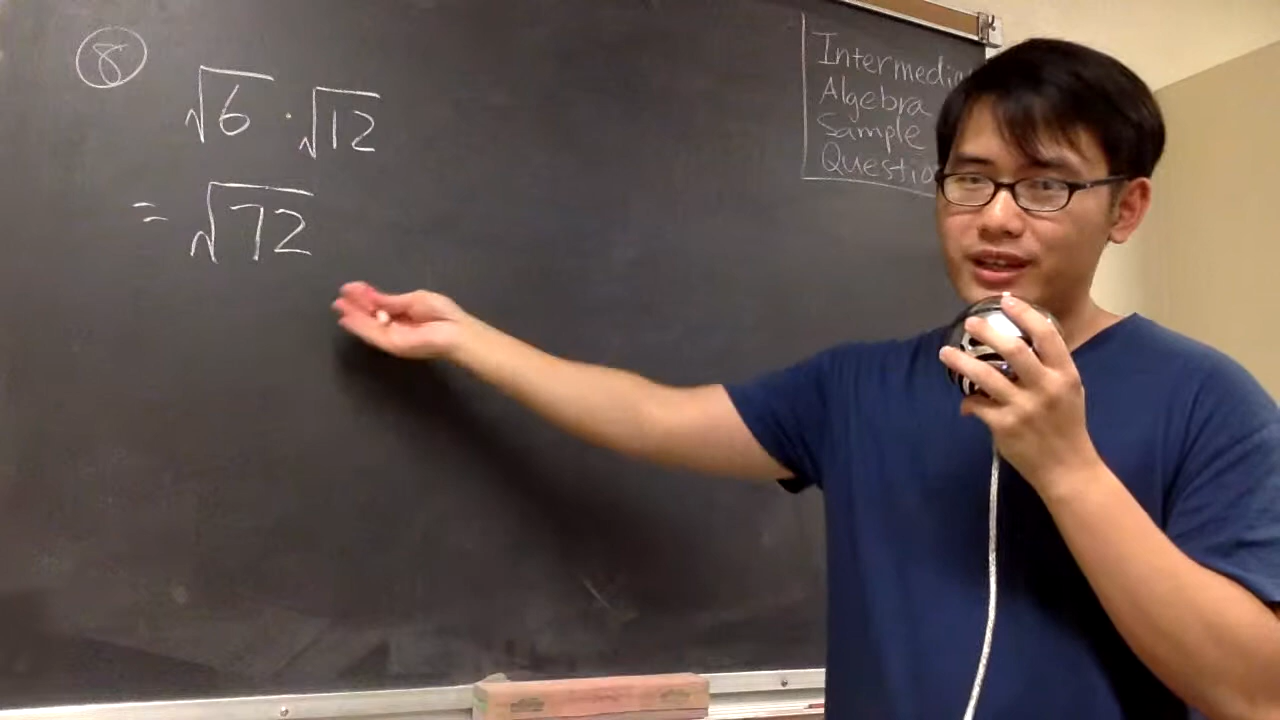 8
√6 · √12
= √72
Intermedia
Algebra
Sample
Questio